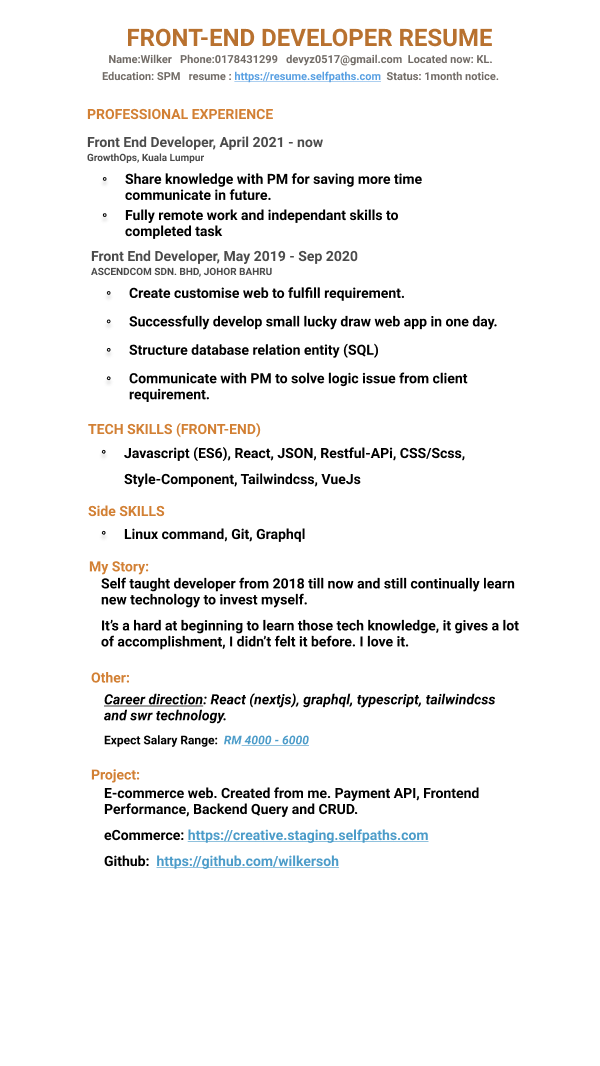 FRONT-END DEVELOPER RESUME
Name:Wilker Phone:0178431299 devyz0517@gmail.com Located now: KL.
Education: SPM resume : https://resume.selfpaths.com Status: 1month notice.
PROFESSIONAL EXPERIENCE
Front End Developer, April 2021 - now
GrowthOps, Kuala Lumpur
Share knowledge with PM for saving more time
communicate in future.
Fully remote work and independant skills to
completed task
Front End Developer, May 2019 - Sep 2020
ASCENDCOM SDN. BHD, JOHOR BAHRU
Create customise web to fulfill requirement.
Successfully develop small lucky draw web app in one day.
Structure database relation entity (SQL)
Communicate with PM to solve logic issue from client
requirement.
TECH SKILLS (FRONT-END)
Javascript (ES6), React, JSON, Restful-APi, CSS/Scss,
Style-Component, Tailwindcss, VueJs
Side SKILLS
Linux command, Git, Graphql
My Story:
Self taught developer from 2018 till now and still continually learn
new technology to invest myself.
It’s a hard at beginning to learn those tech knowledge, it gives a lot
of accomplishment, I didn’t felt it before. I love it.
Other:
Career direction: React (nextjs), graphql, typescript, tailwindcss
and swr technology.
Expect Salary Range: RM 4000 - 6000
Project:
E-commerce web. Created from me. Payment API, Frontend
Performance, Backend Query and CRUD.
eCommerce: https://creative.staging.selfpaths.com
Github: https://github.com/wilkersoh